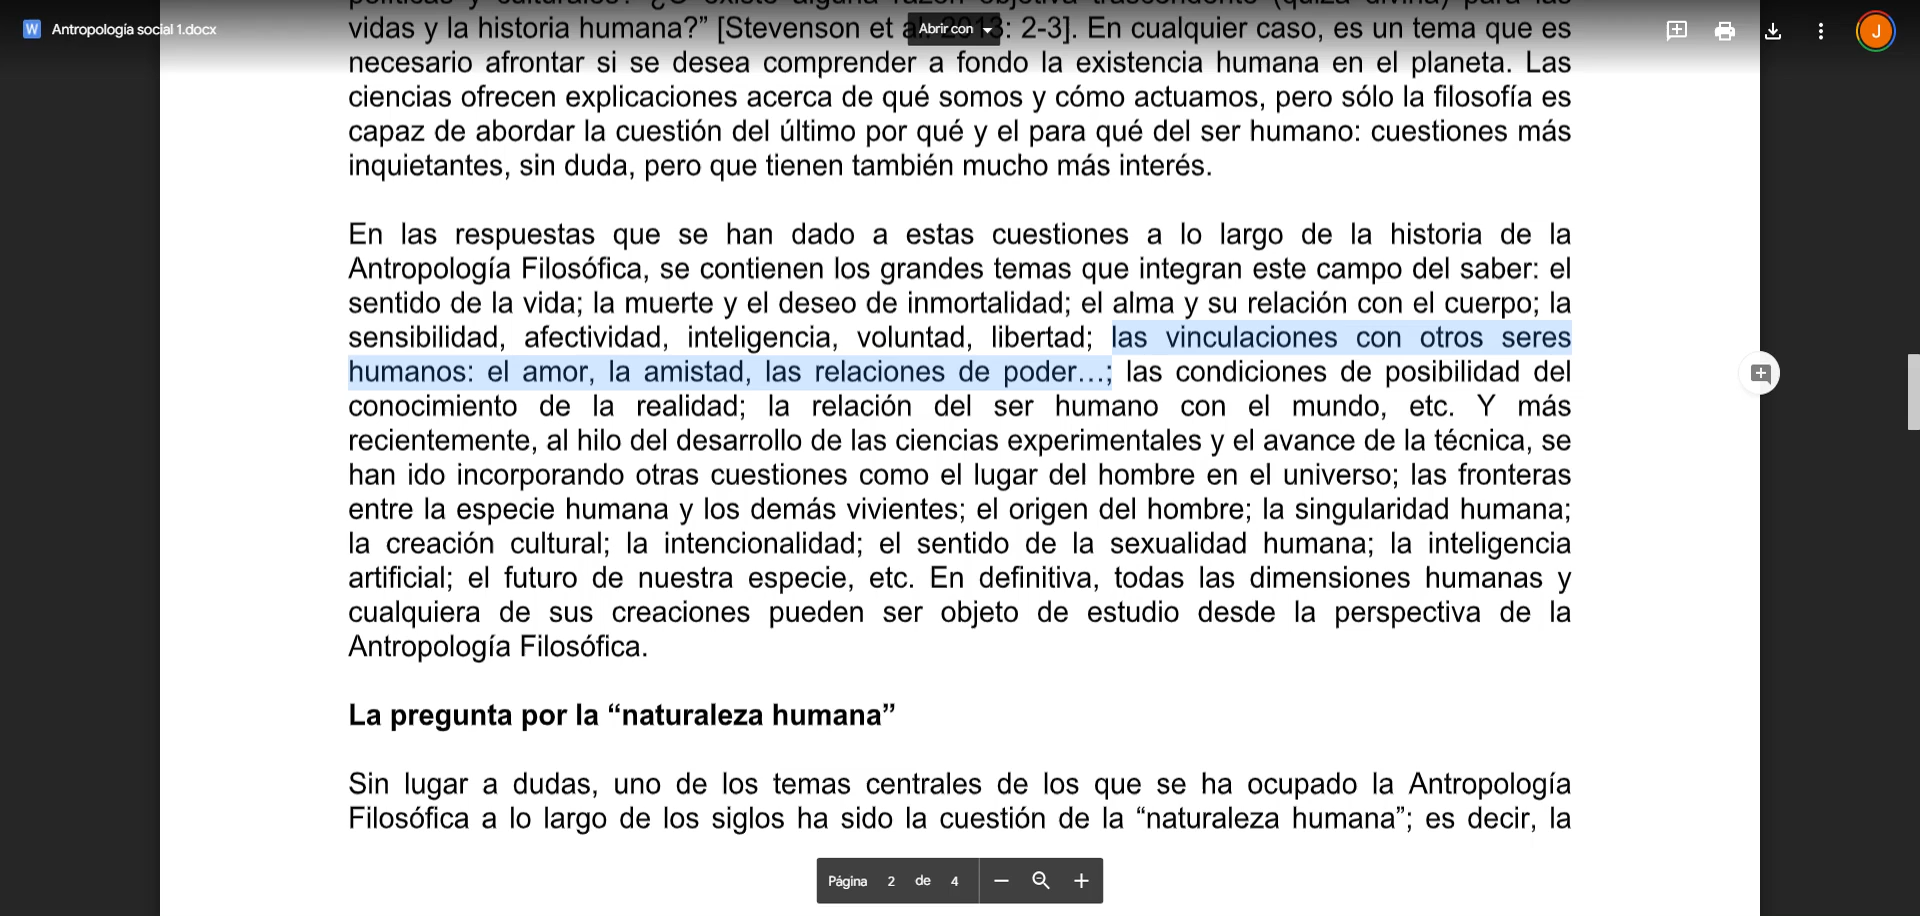 políticas y culturales? ¿O existe alguna razón objetiva trascendente (quizá divina) para las
Antropología social 1.docx
Abrir con
vidas y la historia humana?” [Stevenson et al. 2013: 2-3]. En cualquier caso, es un tema que es
necesario afrontar si se desea comprender a fondo la existencia humana en el planeta. Las
ciencias ofrecen explicaciones acerca de qué somos y cómo actuamos, pero sólo la filosofía es
capaz de abordar la cuestión del último por qué y el para qué del ser humano: cuestiones más
inquietantes, sin duda, pero que tienen también mucho más interés.
En las respuestas que se han dado a estas cuestiones a lo largo de la historia de la
Antropología Filosófica, se contienen los grandes temas que integran este campo del saber: el
sentido de la vida; la muerte y el deseo de inmortalidad; el alma y su relación con el cuerpo; la
sensibilidad, afectividad, inteligencia, voluntad, libertad; las vinculaciones con otros seres
humanos: el amor, la amistad, las relaciones de poder…; las condiciones de posibilidad del
conocimiento de la realidad; la relación del ser humano con el mundo, etc. Y más
recientemente, al hilo del desarrollo de las ciencias experimentales y el avance de la técnica, se
han ido incorporando otras cuestiones como el lugar del hombre en el universo; las fronteras
entre la especie humana y los demás vivientes; el origen del hombre; la singularidad humana;
la creación cultural; la intencionalidad; el sentido de la sexualidad humana; la inteligencia
artificial; el futuro de nuestra especie, etc. En definitiva, todas las dimensiones humanas y
cualquiera de sus creaciones pueden ser objeto de estudio desde la perspectiva de la
Antropología Filosófica.
La pregunta por la “naturaleza humana”
Sin lugar a dudas, uno de los temas centrales de los que se ha ocupado la Antropología
Filosófica a lo largo de los siglos ha sido la cuestión de la “naturaleza humana”; es decir, la
Página 2 de 4
W
J